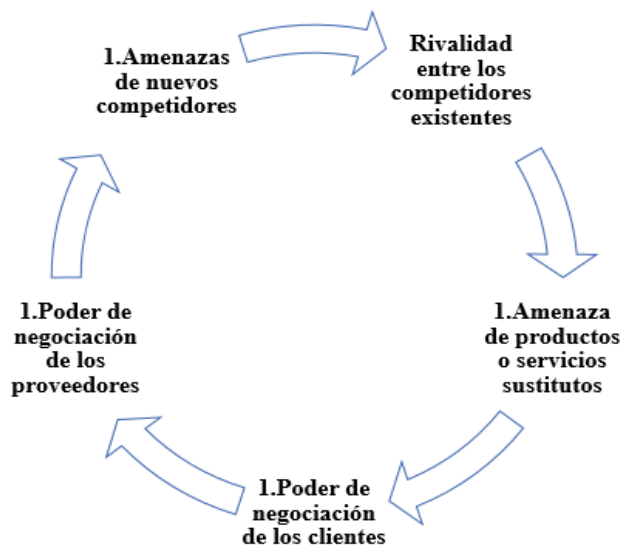 1.Amenazas
de nuevos
competidores
Rivalidad
entre los
competidores
existentes
1.Amenaza
de productos
o servicios
sustitutos
1.Poder de
negociación
de los clientes
1.Poder de
negociación
de los
proveedores